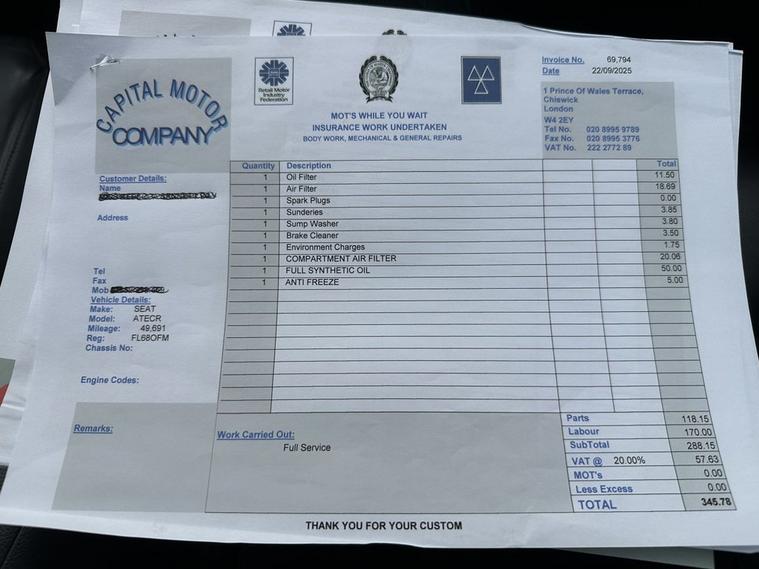 CAPITAL MOTOR
COMPANY
Retail Motor
Industry
Federation
MOT'S WHILE YOU WAIT
INSURANCE WORK UNDERTAKEN
BODY WORK, MECHANICAL & GENERAL REPAIRS
Invoice No. 69,794
Date 22/09/2025
1 Prince Of Wales Terrace,
Chiswick
London
W4 2EY
Tel No. 020 8995 9789
Fax No. 020 8995 3776
VAT No. 222 2772 89
Customer Details:
Name
Address
Tel
Fax
Mob
Vehicle Details:
Make: SEAT
Model: ATECR
Mileage: 49,691
Reg: FL68OFM
Chassis No:
Engine Codes:
Remarks:
Quantity Description Total
1 Oil Filter 11.50
1 Air Filter 18.69
1 Spark Plugs 0.00
1 Sunderies 3.85
1 Sump Washer 3.80
1 Brake Cleaner 3.50
1 Environment Charges 1.75
1 COMPARTMENT AIR FILTER 20.06
1 FULL SYNTHETIC OIL 50.00
1 ANTI FREEZE 5.00
Work Carried Out:
Full Service
Parts 118.15
Labour 170.00
SubTotal 288.15
VAT @ 20.00% 57.63
MOT's 0.00
Less Excess 0.00
TOTAL 345.78
THANK YOU FOR YOUR CUSTOM